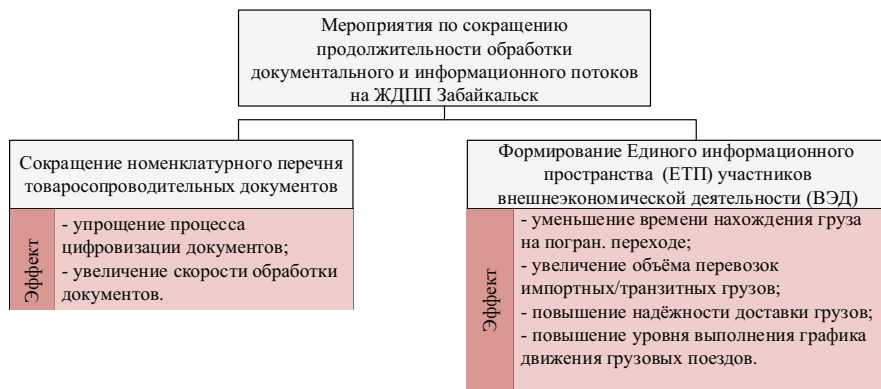 Мероприятия по сокращению
продолжительности обработки
документального и информационного потоков
на ЖДПП Забайкальск
Сокращение номенклатурного перечня
товаросопроводительных документов
Эффект
- упрощение процесса
цифровизации документов;
- увеличение скорости обработки
документов.
Формирование Единого информационного
пространства (ЕТП) участников
внешнеэкономической деятельности (ВЭД)
Эффект
- уменьшение времени нахождения груза
на погран. переходе;
- увеличение объёма перевозок
импортных/транзитных грузов;
- повышение надёжности доставки грузов;
- повышение уровня выполнения графика
движения грузовых поездов.